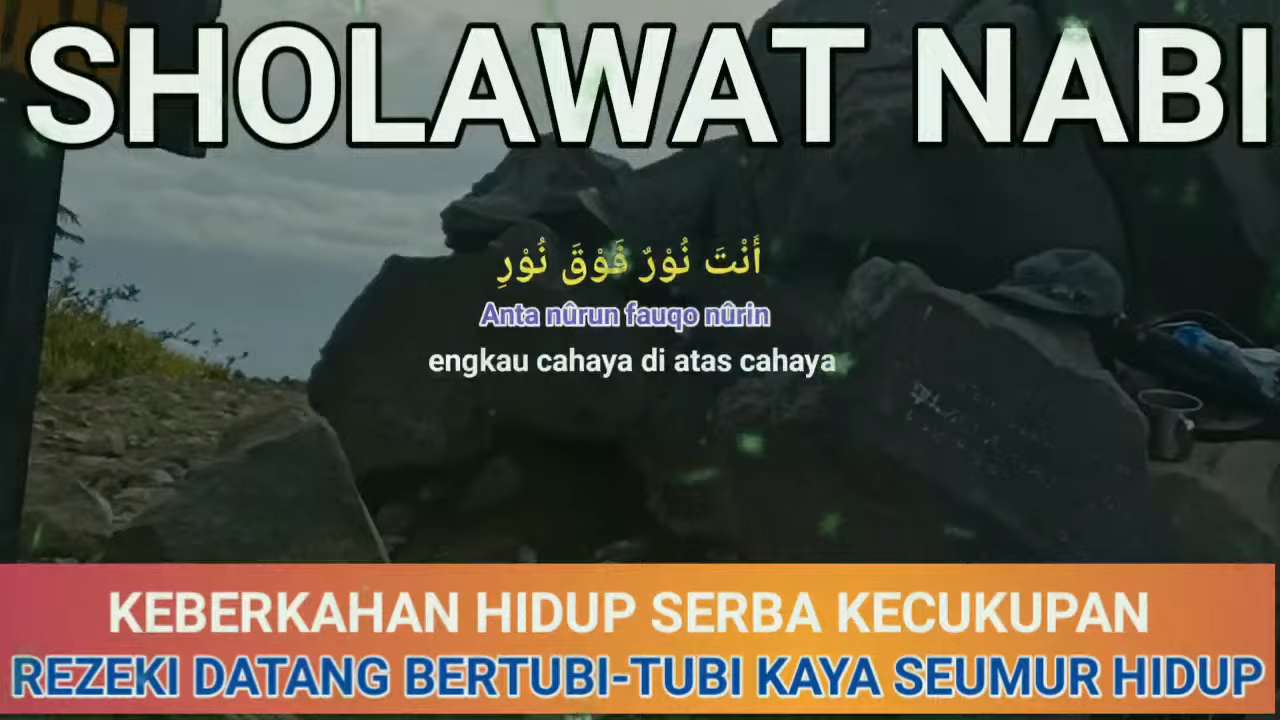 SHOLAWAT NABI
أَنْتَ نُوْرٌ فَوْقَ نُوْرِ
Anta nûrun fauqo nûrin
engkau cahaya di atas cahaya
KEBERKAHAN HIDUP SERBA KECUKUPAN
REZEKI DATANG BERTUBI-TUBI KAYA SEUMUR HIDUP